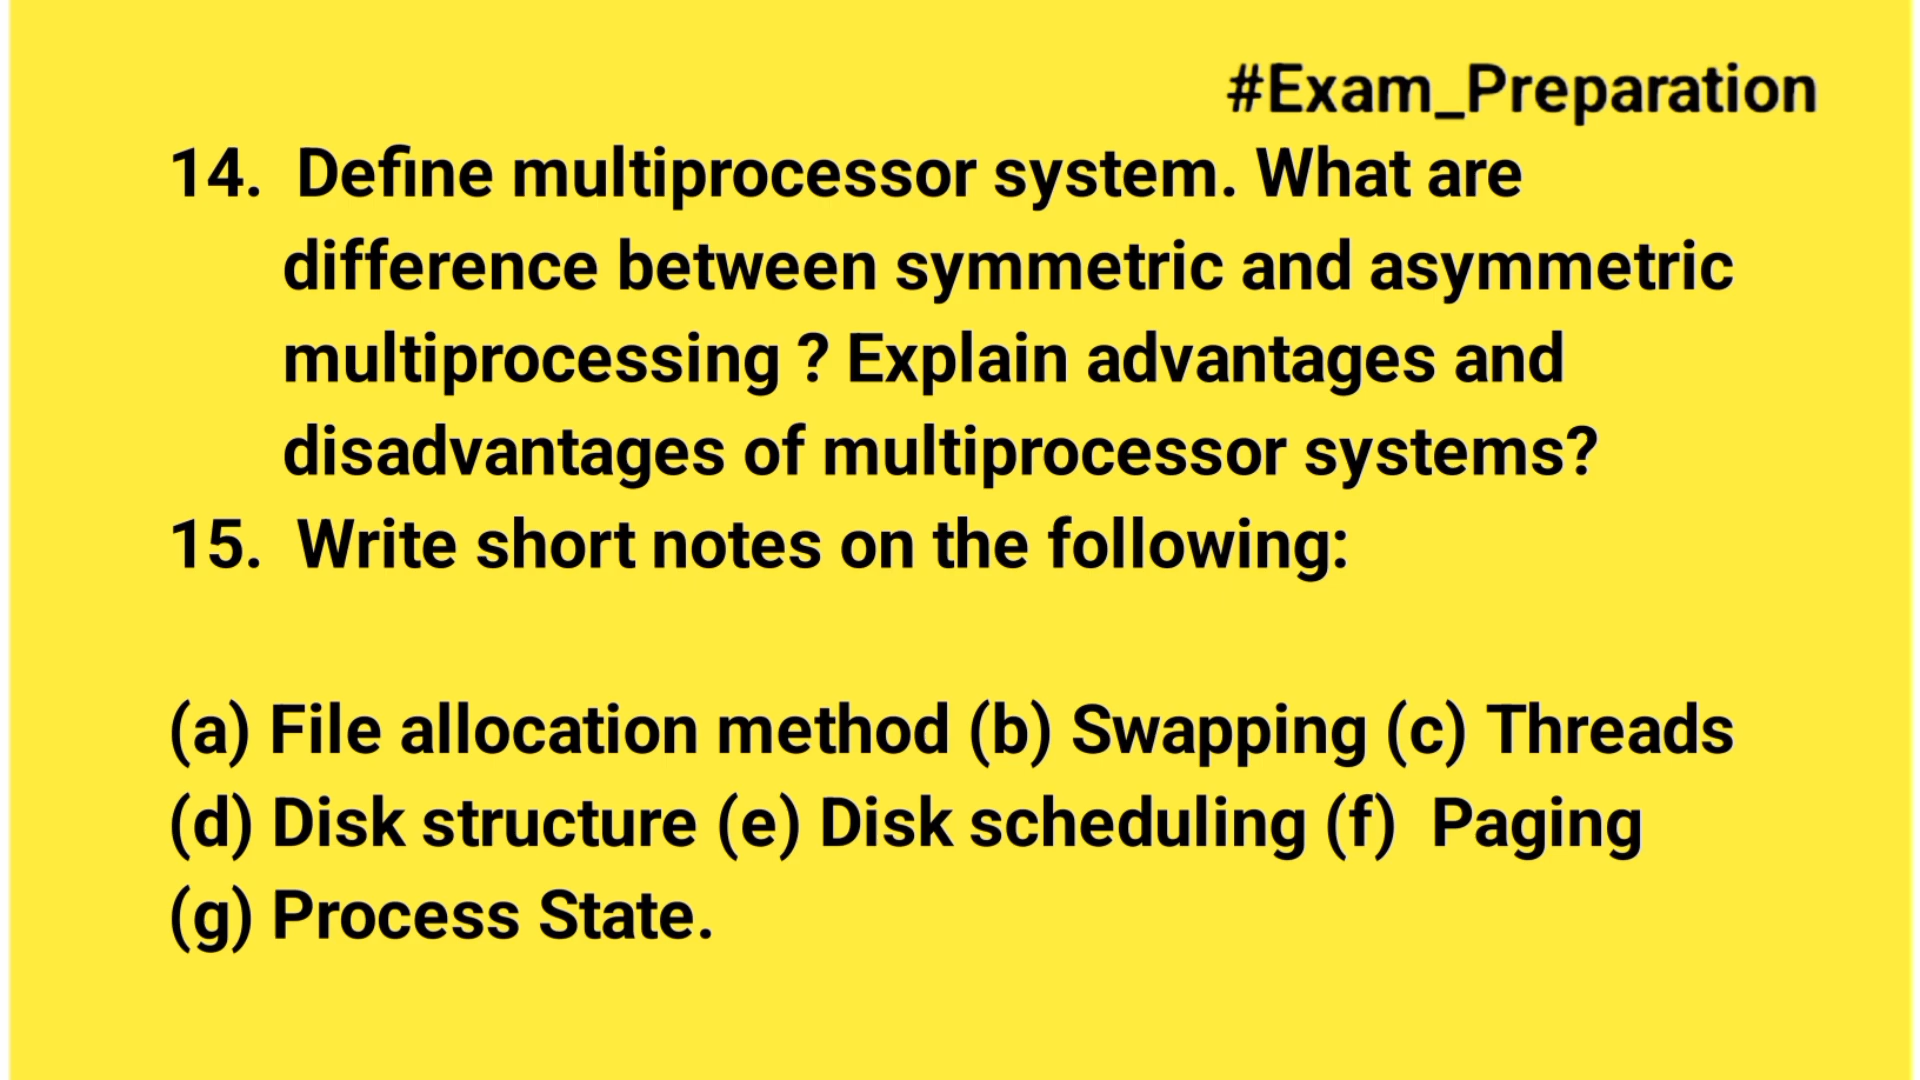 #Exam_Preparation
14. Define multiprocessor system. What are
difference between symmetric and asymmetric
multiprocessing ? Explain advantages and
disadvantages of multiprocessor systems?
15. Write short notes on the following:
(a) File allocation method (b) Swapping (c) Threads
(d) Disk structure (e) Disk scheduling (f) Paging
(g) Process State.